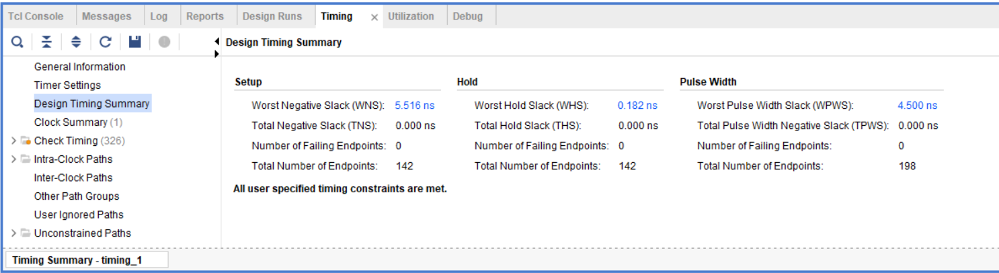 Tcl Console Messages Log Reports Design Runs Timing × Utilization Debug
Design Timing Summary
General Information
Timer Settings
Design Timing Summary
Clock Summary (1)
Check Timing (326)
Intra-Clock Paths
Inter-Clock Paths
Other Path Groups
User Ignored Paths
Unconstrained Paths
Setup Hold Pulse Width
Worst Negative Slack (WNS): 5.516 ns Worst Hold Slack (WHS): 0.182 ns Worst Pulse Width Slack (WPWS): 4.500 ns
Total Negative Slack (TNS): 0.000 ns Total Hold Slack (THS): 0.000 ns Total Pulse Width Negative Slack (TPWS): 0.000 ns
Number of Failing Endpoints: 0 Number of Failing Endpoints: 0 Number of Failing Endpoints: 0
Total Number of Endpoints: 142 Total Number of Endpoints: 142 Total Number of Endpoints: 198
All user specified timing constraints are met.
Timing Summary - timing_1